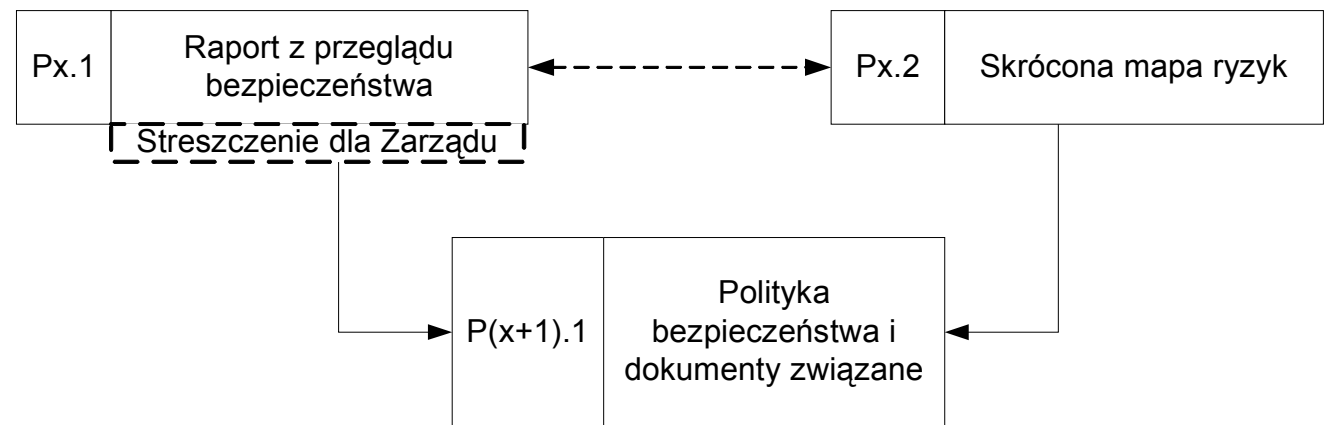 Px.1
Raport z przeglądu
bezpieczeństwa
Streszczenie dla Zarządu
Px.2
Skrócona mapa ryzyk
P(x+1).1
Polityka
bezpieczeństwa i
dokumenty związane